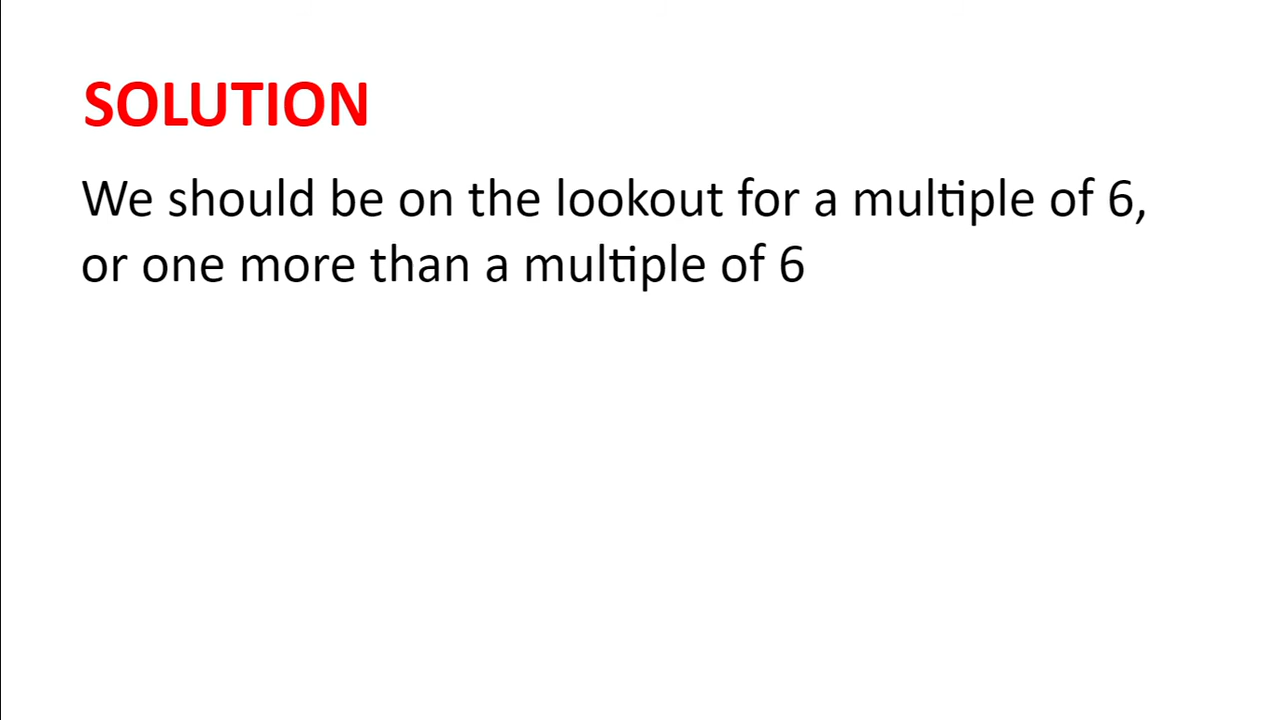 SOLUTION
We should be on the lookout for a multiple of 6,
or one more than a multiple of 6